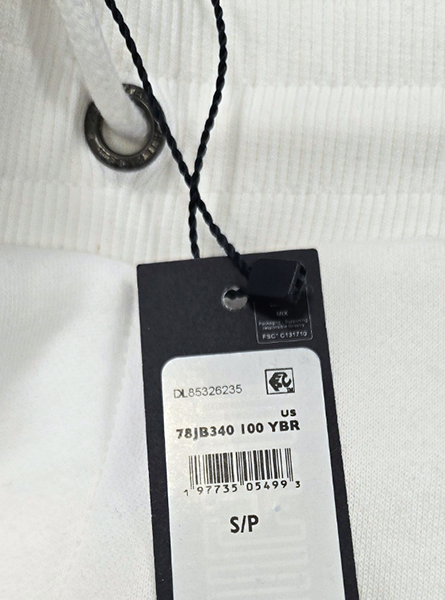 MIX
FSC® C131710
DL85326235
US
78JB340 100 YBR
1 97735 05499 3
S/P